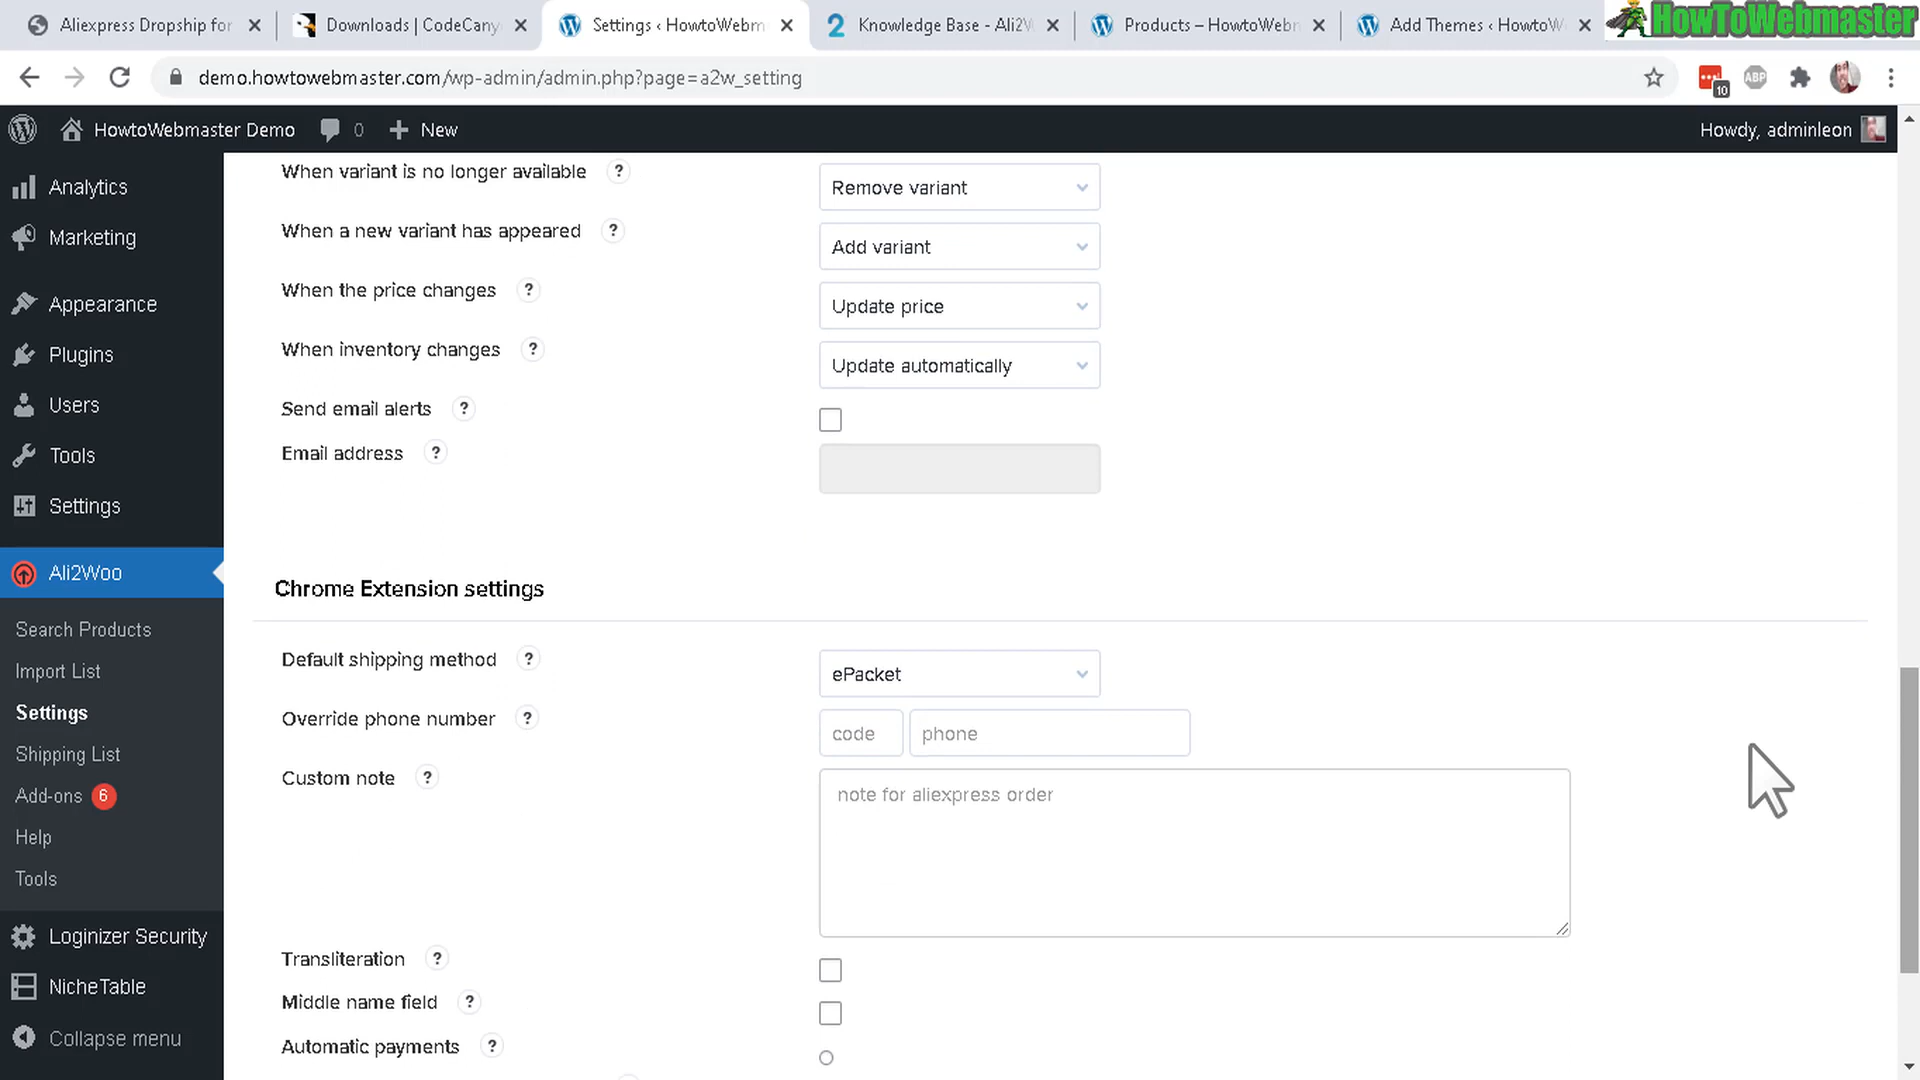 Aliexpress Dropship for
Downloads | CodeCany
Settings ‹ HowtoWebm
2 Knowledge Base - Ali2W
Products – HowtoWebm
Add Themes ‹ HowtoW
HowToWebmaster
demo.howtowebmaster.com/wp-admin/admin.php?page=a2w_setting
10
ABP
HowtoWebmaster Demo
0
New
Howdy, adminleon
Analytics
Marketing
Appearance
Plugins
Users
Tools
Settings
Ali2Woo
Search Products
Import List
Settings
Shipping List
Add-ons 6
Help
Tools
Loginizer Security
NicheTable
Collapse menu
When variant is no longer available ?
Remove variant
When a new variant has appeared ?
Add variant
When the price changes ?
Update price
When inventory changes ?
Update automatically
Send email alerts ?
Email address ?
Chrome Extension settings
Default shipping method ?
ePacket
Override phone number ?
code
phone
Custom note ?
note for aliexpress order
Transliteration ?
Middle name field ?
Automatic payments ?